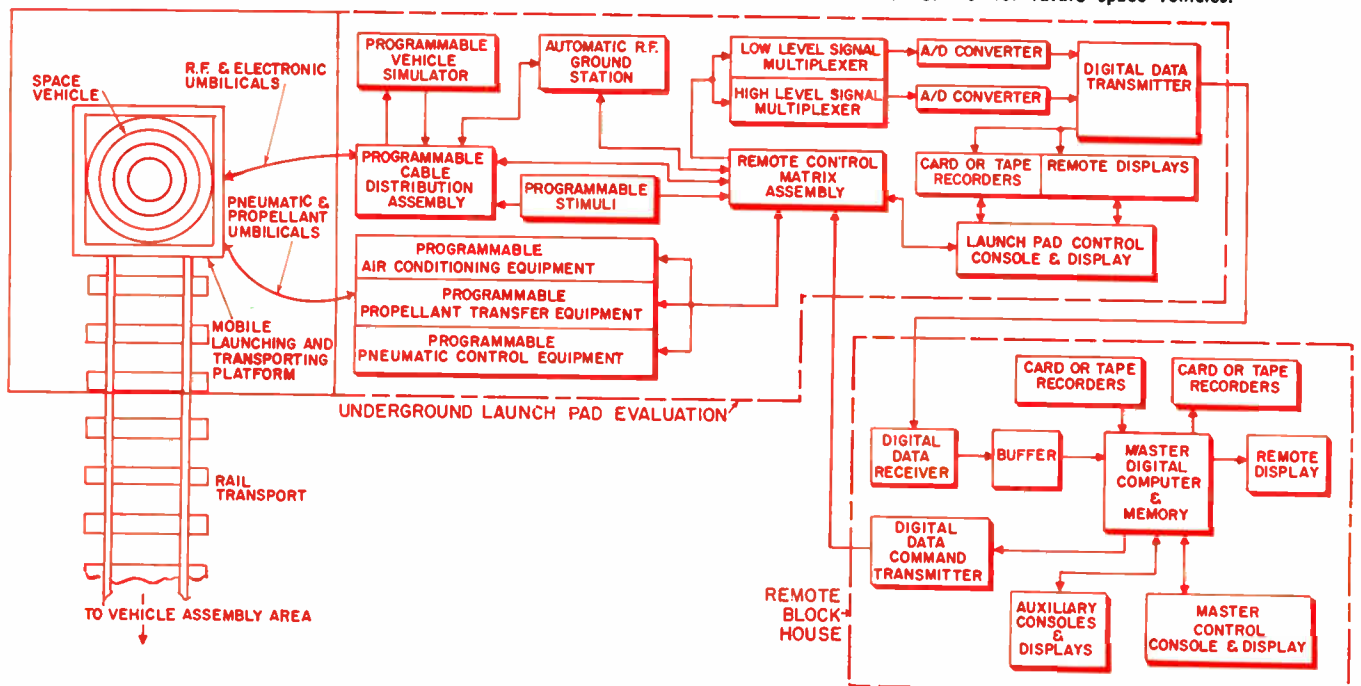 future space vehicles.
SPACE
VEHICLE
R.F. & ELECTRONIC
UMBILICALS
PNEUMATIC &
PROPELLANT
UMBILICALS
MOBILE
LAUNCHING AND
TRANSPORTING
PLATFORM
RAIL
TRANSPORT
TO VEHICLE ASSEMBLY AREA
PROGRAMMABLE
VEHICLE
SIMULATOR
AUTOMATIC R.F.
GROUND
STATION
PROGRAMMABLE
CABLE
DISTRIBUTION
ASSEMBLY
PROGRAMMABLE
STIMULI
PROGRAMMABLE
AIR CONDITIONING EQUIPMENT
PROGRAMMABLE
PROPELLANT TRANSFER EQUIPMENT
PROGRAMMABLE
PNEUMATIC CONTROL EQUIPMENT
UNDERGROUND LAUNCH PAD EVALUATION
LOW LEVEL SIGNAL
MULTIPLEXER
HIGH LEVEL SIGNAL
MULTIPLEXER
A/D CONVERTER
A/D CONVERTER
DIGITAL DATA
TRANSMITTER
REMOTE CONTROL
MATRIX
ASSEMBLY
CARD OR TAPE
RECORDERS
REMOTE DISPLAYS
LAUNCH PAD CONTROL
CONSOLE & DISPLAY
CARD OR TAPE
RECORDERS
CARD OR TAPE
RECORDERS
DIGITAL
DATA
RECEIVER
BUFFER
MASTER
DIGITAL
COMPUTER
&
MEMORY
REMOTE
DISPLAY
DIGITAL
DATA
COMMAND
TRANSMITTER
REMOTE
BLOCK
HOUSE
AUXILIARY
CONSOLES
&
DISPLAYS
MASTER
CONTROL
CONSOLE & DISPLAY